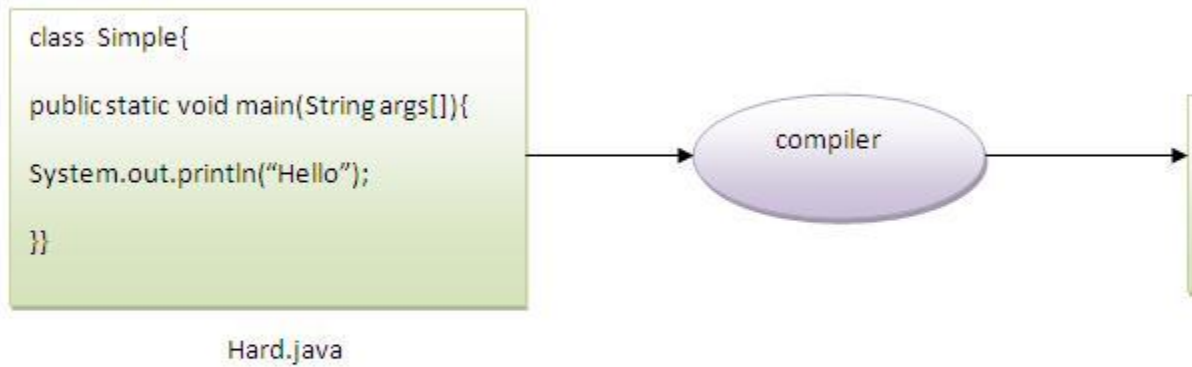 class Simple{
public static void main(String args[]){
System.out.println(“Hello”);
}}
compiler
Hard.java